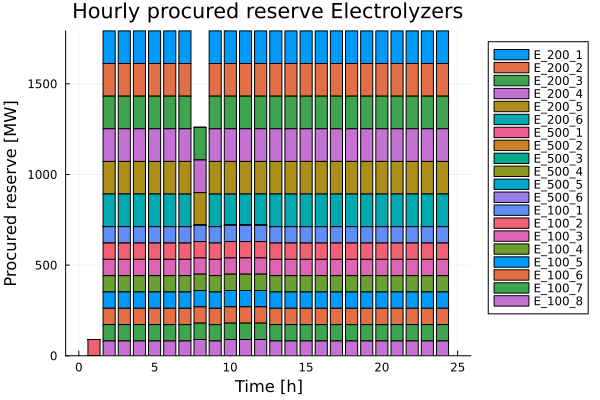 Hourly procured reserve Electrolyzers
Procured reserve [MW]
1500
1000
500
0
0 5 10 15 20 25
Time [h]
E_200_1
E_200_2
E_200_3
E_200_4
E_200_5
E_200_6
E_500_1
E_500_2
E_500_3
E_500_4
E_500_5
E_500_6
E_100_1
E_100_2
E_100_3
E_100_4
E_100_5
E_100_6
E_100_7
E_100_8